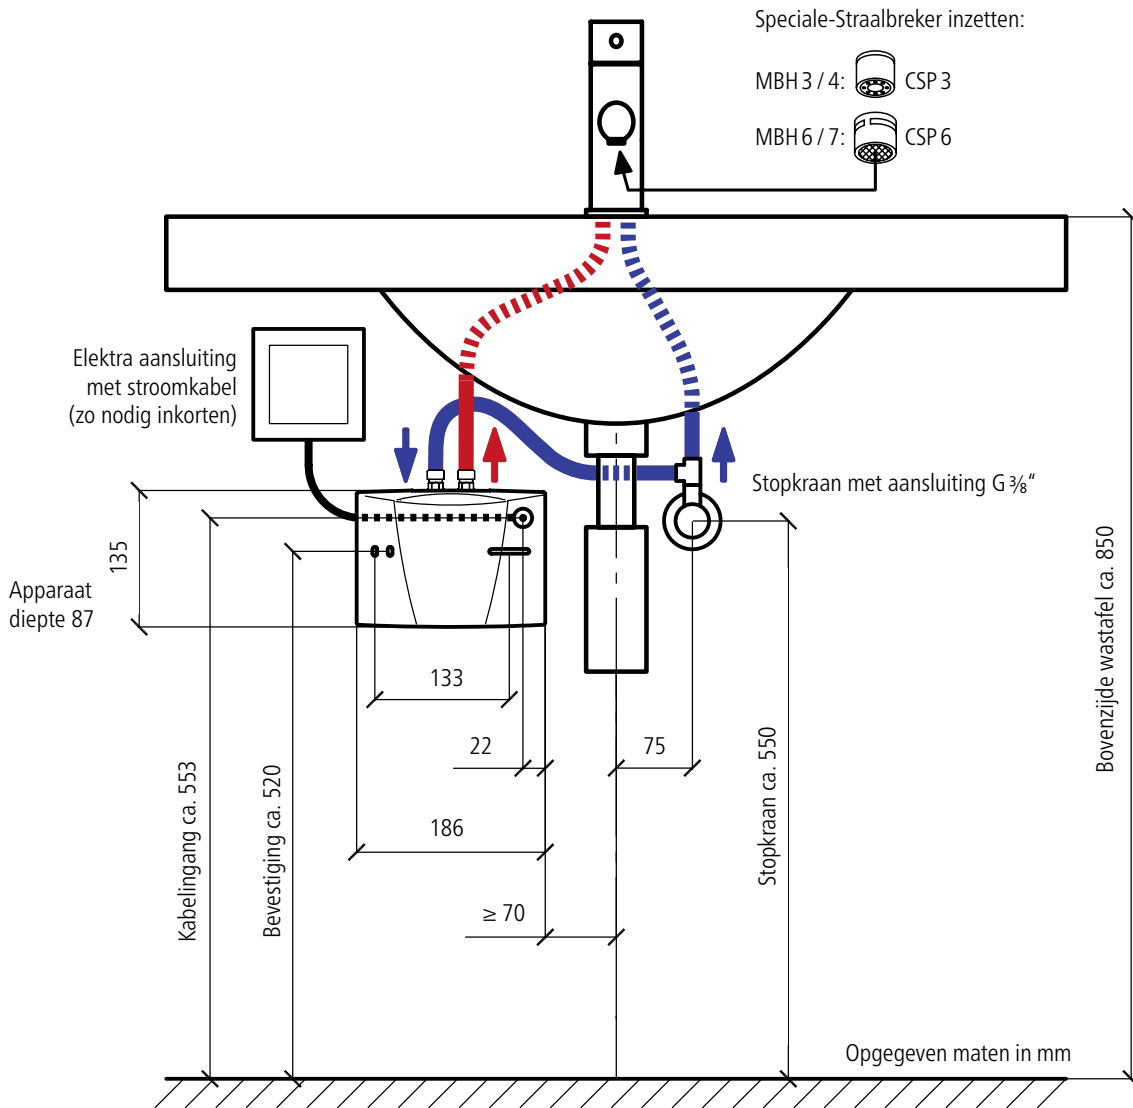 Speciale-Straalbreker inzetten:
MBH 3 / 4: CSP 3
MBH 6 / 7: CSP 6
Elektra aansluiting
met stroomkabel
(zo nodig inkorten)
Stopkraan met aansluiting G ⅜"
135
Apparaat
diepte 87
133
22
75
186
≥ 70
Kabelingang ca. 553
Bevestiging ca. 520
Stopkraan ca. 550
Bovenzijde wastafel ca. 850
Opgegeven maten in mm